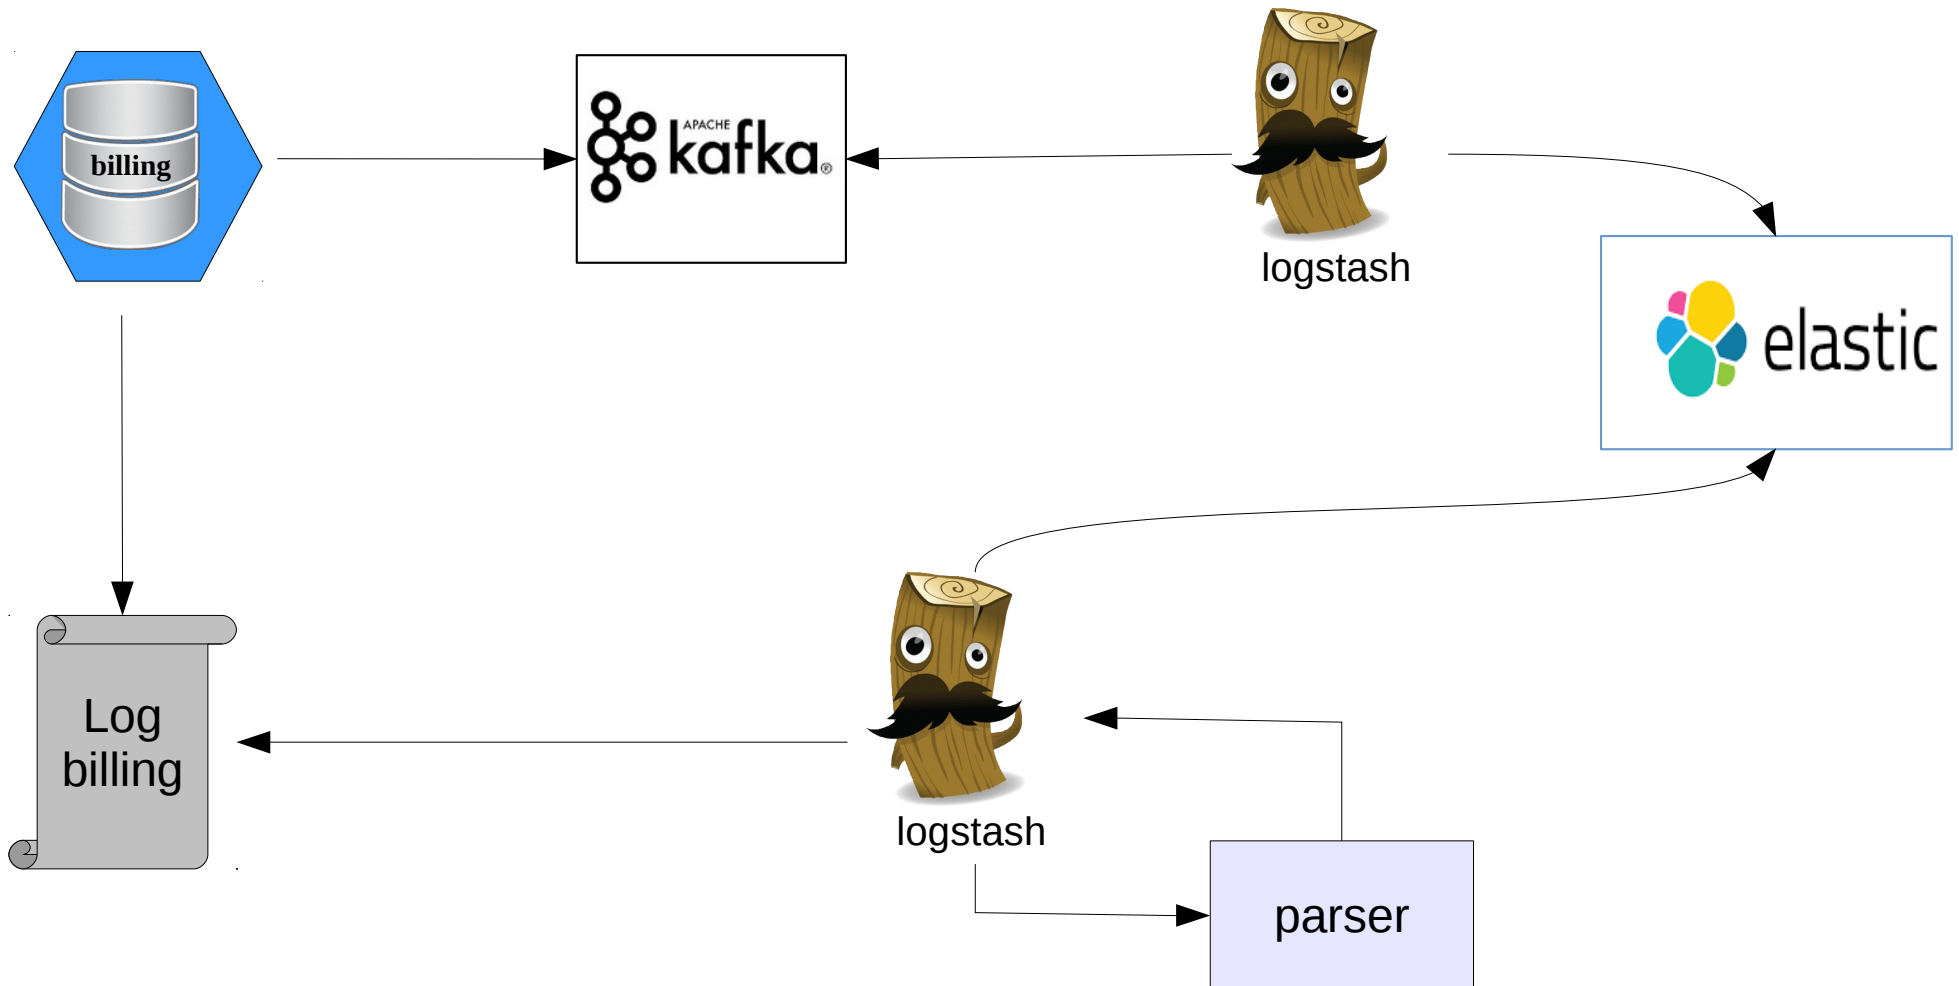 billing
APACHE
kafka®
logstash
elastic
Log
billing
logstash
parser